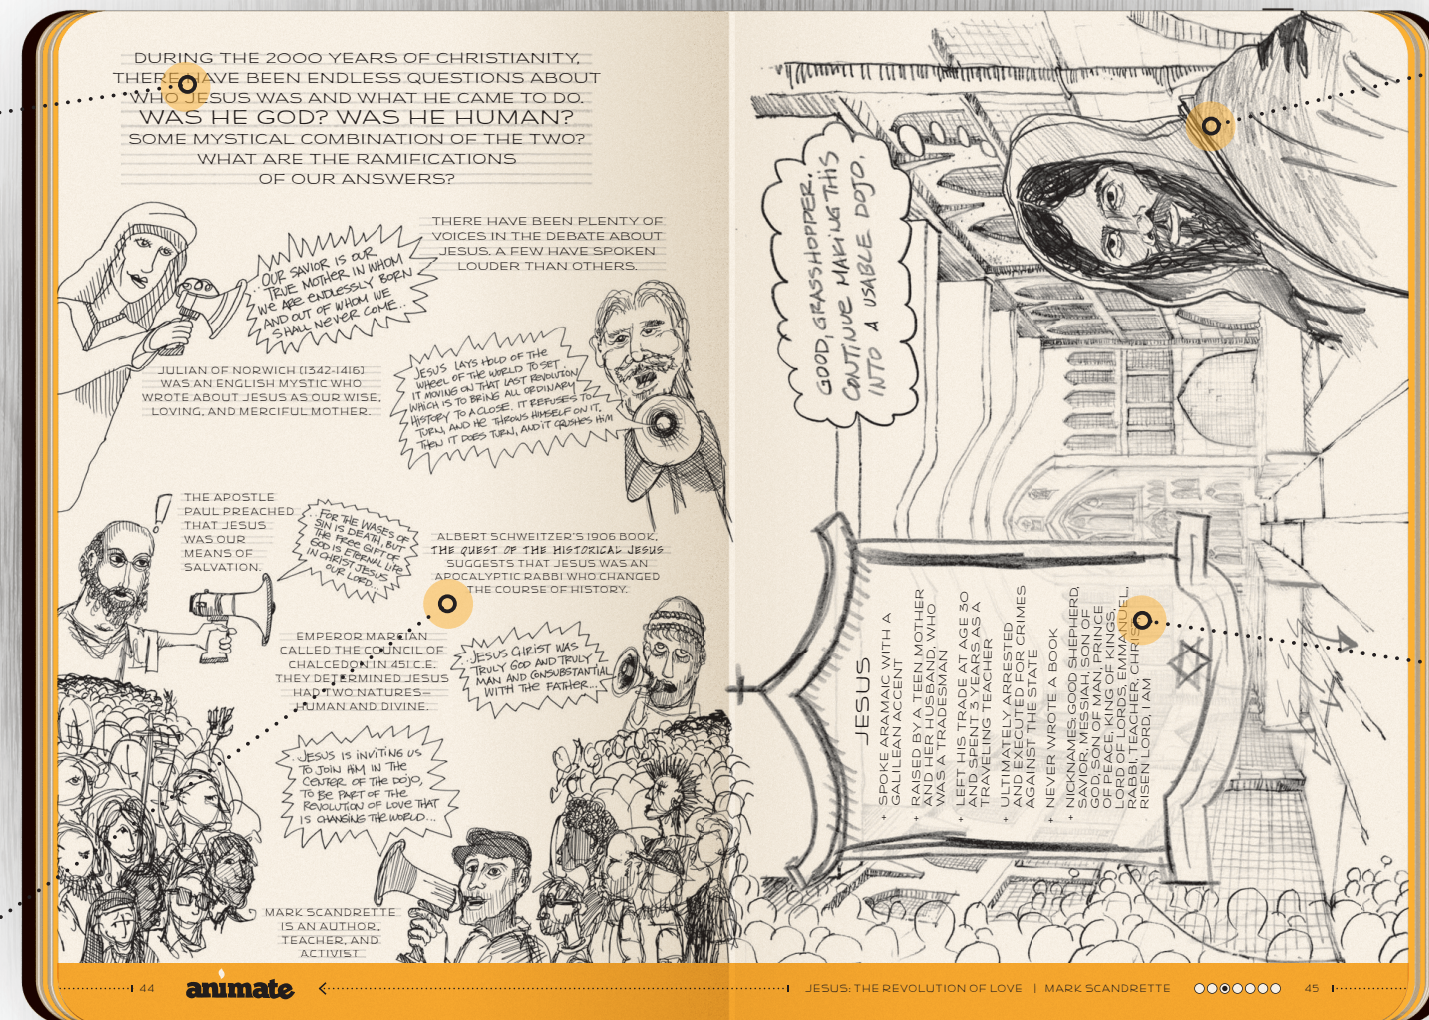 DURING THE 2000 YEARS OF CHRISTIANITY,
THERE HAVE BEEN ENDLESS QUESTIONS ABOUT
WHO JESUS WAS AND WHAT HE CAME TO DO.
WAS HE GOD? WAS HE HUMAN?
SOME MYSTICAL COMBINATION OF THE TWO?
WHAT ARE THE RAMIFICATIONS
OF OUR ANSWERS?
THERE HAVE BEEN PLENTY OF
VOICES IN THE DEBATE ABOUT
JESUS. A FEW HAVE SPOKEN
LOUDER THAN OTHERS.
OUR SAVIOR IS OUR
TRUE MOTHER IN WHOM
WE ARE ENDLESSLY BORN
AND OUT OF WHOM WE
SHALL NEVER COME...
JULIAN OF NORWICH (1342-1416)
WAS AN ENGLISH MYSTIC WHO
WROTE ABOUT JESUS AS OUR WISE,
LOVING, AND MERCIFUL MOTHER.
JESUS LAYS HOLD OF THE
WHEEL OF THE WORLD TO SET
IT MOVING ON THAT LAST REVOLUTION
WHICH IS TO BRING ALL ORDINARY
HISTORY TO A CLOSE. IT REFUSES TO
TURN, AND HE THROWS HIMSELF ON IT.
THEN IT DOES TURN, AND IT CRUSHES HIM
THE APOSTLE
PAUL PREACHED
THAT JESUS
WAS OUR
MEANS OF
SALVATION.
FOR THE WAGES OF
SIN IS DEATH, BUT
THE FREE GIFT OF
GOD IS ETERNAL LIFE
IN CHRIST JESUS
OUR LORD...
ALBERT SCHWEITZER'S 1906 BOOK,
THE QUEST OF THE HISTORICAL JESUS
SUGGESTS THAT JESUS WAS AN
APOCALYPTIC RABBI WHO CHANGED
THE COURSE OF HISTORY.
EMPEROR MARCIAN
CALLED THE COUNCIL OF
CHALCEDON IN 451 C.E.
THEY DETERMINED JESUS
HAD TWO NATURES—
HUMAN AND DIVINE.
JESUS CHRIST WAS
TRULY GOD AND TRULY
MAN AND CONSUBSTANTIAL
WITH THE FATHER...
JESUS IS INVITING US
TO JOIN HIM IN THE
CENTER OF THE DOJO,
TO BE PART OF THE
REVOLUTION OF LOVE THAT
IS CHANGING THE WORLD...
MARK SCANDRETTE
IS AN AUTHOR,
TEACHER, AND
ACTIVIST
44
animate
GOOD, GRASSHOPPER.
CONTINUE MAKING THIS
INTO A USABLE DOJO.
JESUS
+ SPOKE ARAMAIC WITH A
GALILEAN ACCENT
+ RAISED BY A TEEN MOTHER
AND HER HUSBAND, WHO
WAS A TRADESMAN
+ LEFT HIS TRADE AT AGE 30
AND SPENT 3 YEARS AS A
TRAVELING TEACHER
+ ULTIMATELY ARRESTED
AND EXECUTED FOR CRIMES
AGAINST THE STATE
+ NEVER WROTE A BOOK
+ NICKNAMES: GOOD SHEPHERD,
SAVIOR, MESSIAH, SON OF
GOD, SON OF MAN, PRINCE
OF PEACE, KING OF KINGS,
LORD OF LORDS, EMMANUEL,
RABBI, TEACHER, CHRIST,
RISEN LORD, I AM
JESUS: THE REVOLUTION OF LOVE | MARK SCANDRETTE
45